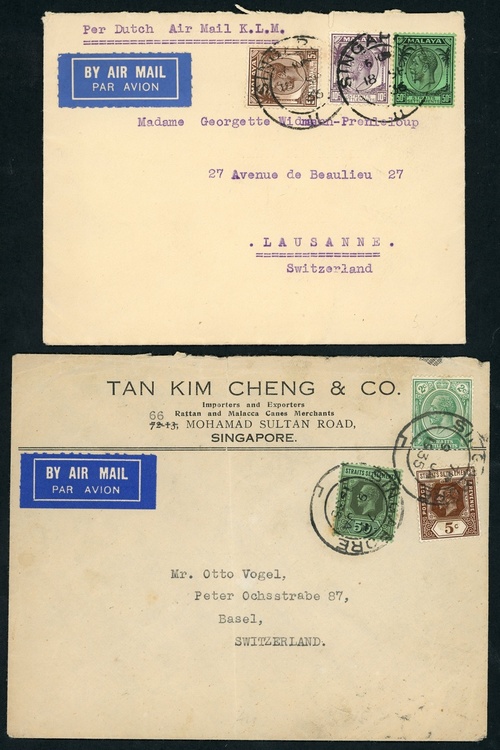 Per Dutch Air Mail K.L.M.
BY AIR MAIL
PAR AVION
MALAYA
Madame Georgette
27 Avenue de Beaulieu 27
. LAUSANNE .
Switzerland
TAN KIM CHENG & CO.
Importers and Exporters
66 Rattan and Malacca Canes Merchants
MOHAMAD SULTAN ROAD,
SINGAPORE.
BY AIR MAIL
PAR AVION
5c
Mr. Otto Vogel,
Peter Ochsstrabe 87,
Basel,
SWITZERLAND.